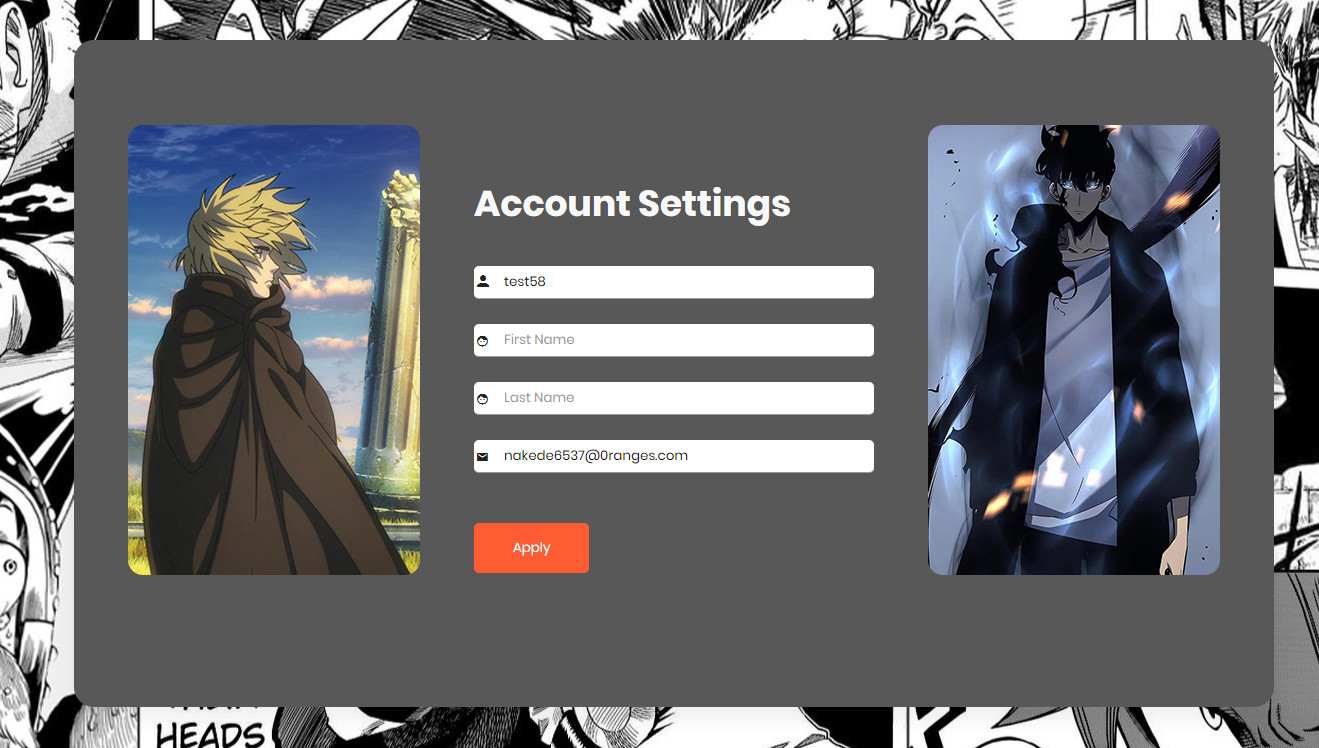 Account Settings
test58
First Name
Last Name
nakede6537@0ranges.com
Apply
HEADS